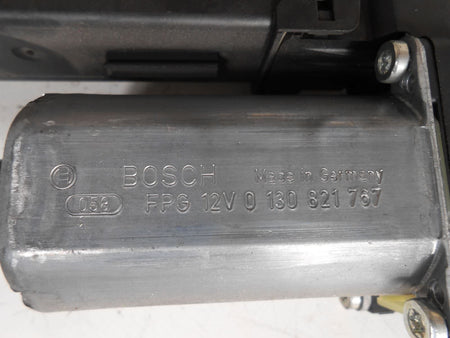 BOSCH Made in Germany
058 FPG 12V 0 130 821 767